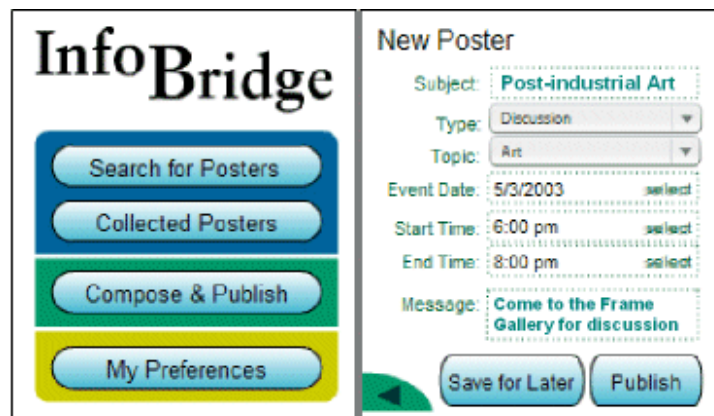 InfoBridge
Search for Posters
Collected Posters
Compose & Publish
My Preferences
New Poster
Subject: Post-industrial Art
Type: Discussion
Topic: Art
Event Date: 5/3/2003 select
Start Time: 6:00 pm select
End Time: 8:00 pm select
Message: Come to the Frame
Gallery for discussion
Save for Later Publish